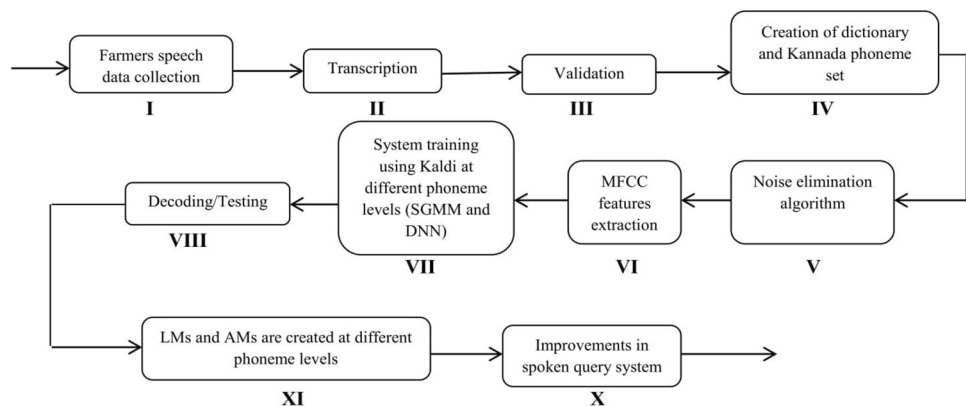 Farmers speech
data collection
I
Transcription
II
Validation
III
Creation of dictionary
and Kannada phoneme
set
IV
Noise elimination
algorithm
V
MFCC
features
extraction
VI
System training
using Kaldi at
different phoneme
levels (SGMM and
DNN)
VII
Decoding/Testing
VIII
LMs and AMs are created at different
phoneme levels
XI
Improvements in
spoken query system
X